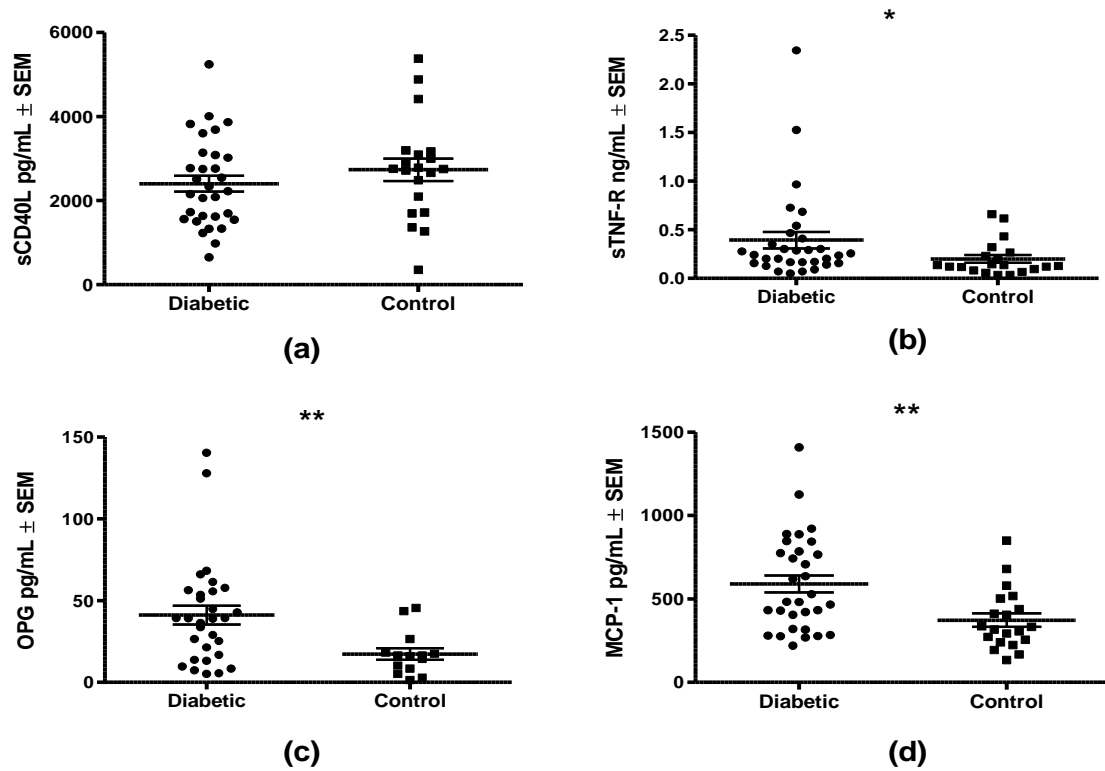 sCD40L pg/mL ± SEM
6000
4000
2000
0
Diabetic Control
(a)
*
sTNF-R ng/mL ± SEM
2.5
2.0
1.5
1.0
0.5
0.0
Diabetic Control
(b)
**
OPG pg/mL ± SEM
150
100
50
0
Diabetic Control
(c)
**
MCP-1 pg/mL ± SEM
1500
1000
500
0
Diabetic Control
(d)